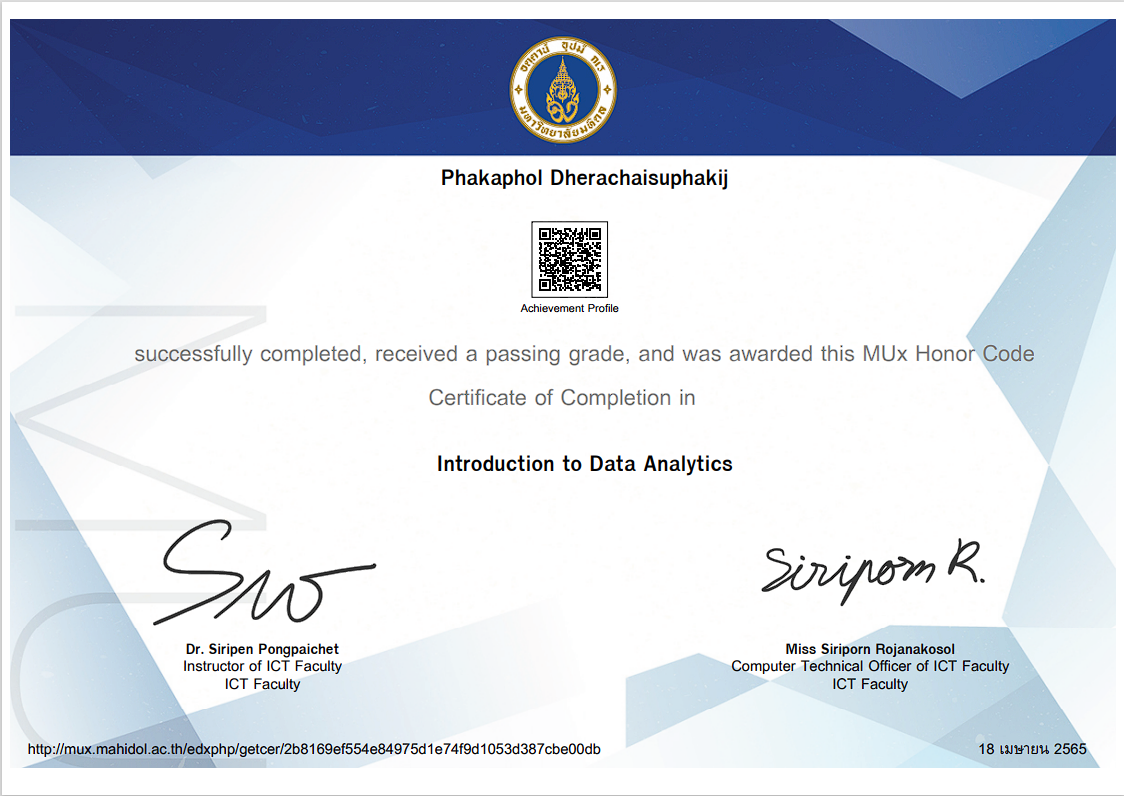 อตฺตานํ อุปมํ กเร
มหาวิทยาลัยมหิดล
Phakaphol Dherachaisuphakij
Achievement Profile
successfully completed, received a passing grade, and was awarded this MUx Honor Code
Certificate of Completion in
Introduction to Data Analytics
Siriporn R.
Dr. Siripen Pongpaichet
Instructor of ICT Faculty
ICT Faculty
Miss Siriporn Rojanakosol
Computer Technical Officer of ICT Faculty
ICT Faculty
http://mux.mahidol.ac.th/edxphp/getcer/2b8169ef554e84975d1e74f9d1053d387cbe00db
18 เมษายน 2565